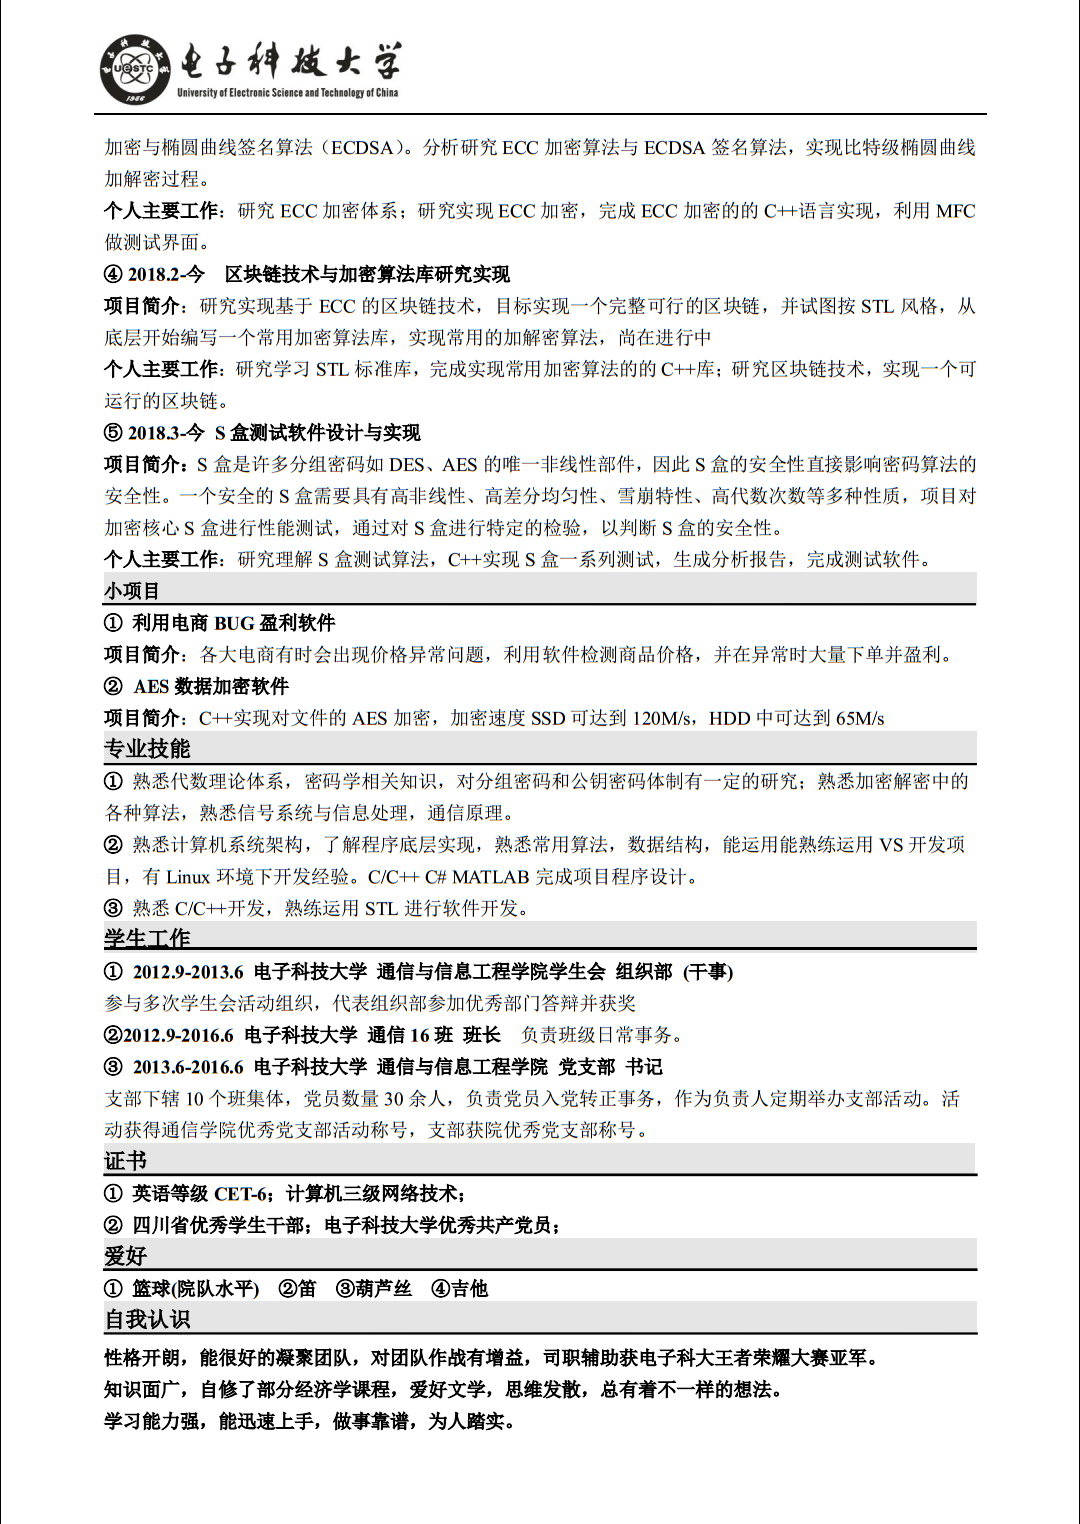 电子科技大学
UESTC
1956
University of Electronic Science and Technology of China
加密与椭圆曲线签名算法（ECDSA）。分析研究 ECC 加密算法与 ECDSA 签名算法，实现比特级椭圆曲线
加解密过程。
个人主要工作：研究 ECC 加密体系；研究实现 ECC 加密，完成 ECC 加密的的 C++语言实现，利用 MFC
做测试界面。
④ 2018.2-今 区块链技术与加密算法库研究实现
项目简介：研究实现基于 ECC 的区块链技术，目标实现一个完整可行的区块链，并试图按 STL 风格，从
底层开始编写一个常用加密算法库，实现常用的加解密算法，尚在进行中
个人主要工作：研究学习 STL 标准库，完成实现常用加密算法的的 C++库；研究区块链技术，实现一个可
运行的区块链。
⑤ 2018.3-今 S 盒测试软件设计与实现
项目简介：S 盒是许多分组密码如 DES、AES 的唯一非线性部件，因此 S 盒的安全性直接影响密码算法的
安全性。一个安全的 S 盒需要具有高非线性、高差分均匀性、雪崩特性、高代数次数等多种性质，项目对
加密核心 S 盒进行性能测试，通过对 S 盒进行特定的检验，以判断 S 盒的安全性。
个人主要工作：研究理解 S 盒测试算法，C++实现 S 盒一系列测试，生成分析报告，完成测试软件。
小项目
① 利用电商 BUG 盈利软件
项目简介：各大电商有时会出现价格异常问题，利用软件检测商品价格，并在异常时大量下单并盈利。
② AES 数据加密软件
项目简介：C++实现对文件的 AES 加密，加密速度 SSD 可达到 120M/s，HDD 中可达到 65M/s
专业技能
① 熟悉代数理论体系，密码学相关知识，对分组密码和公钥密码体制有一定的研究；熟悉加密解密中的
各种算法，熟悉信号系统与信息处理，通信原理。
② 熟悉计算机系统架构，了解程序底层实现，熟悉常用算法，数据结构，能运用能熟练运用 VS 开发项
目，有 Linux 环境下开发经验。C/C++ C# MATLAB 完成项目程序设计。
③ 熟悉 C/C++开发，熟练运用 STL 进行软件开发。
学生工作
① 2012.9-2013.6 电子科技大学 通信与信息工程学院学生会 组织部 (干事)
参与多次学生会活动组织，代表组织部参加优秀部门答辩并获奖
②2012.9-2016.6 电子科技大学 通信 16 班 班长 负责班级日常事务。
③ 2013.6-2016.6 电子科技大学 通信与信息工程学院 党支部 书记
支部下辖 10 个班集体，党员数量 30 余人，负责党员入党转正事务，作为负责人定期举办支部活动。活
动获得通信学院优秀党支部活动称号，支部获院优秀党支部称号。
证书
① 英语等级 CET-6；计算机三级网络技术；
② 四川省优秀学生干部；电子科技大学优秀共产党员；
爱好
① 篮球(院队水平) ②笛 ③葫芦丝 ④吉他
自我认识
性格开朗，能很好的凝聚团队，对团队作战有增益，司职辅助获电子科大王者荣耀大赛亚军。
知识面广，自修了部分经济学课程，爱好文学，思维发散，总有着不一样的想法。
学习能力强，能迅速上手，做事靠谱，为人踏实。